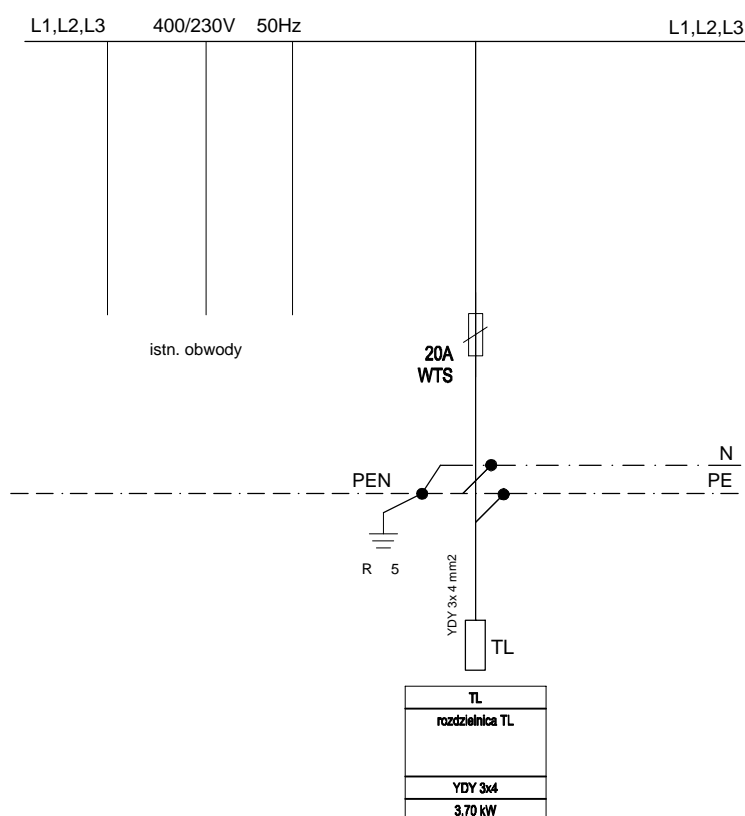 L1,L2,L3 400/230V 50Hz L1,L2,L3
istn. obwody
20A
WTS
N
PEN PE
R 5
YDY 3x 4 mm2
TL
TL
rozdzielnica TL
YDY 3x4
3.70 kW